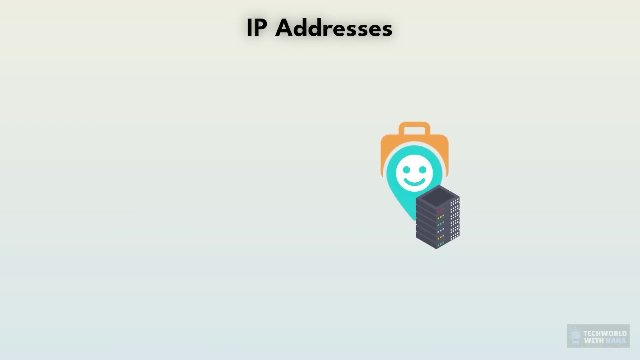 IP Addresses
TECHWORLD
WITH NANA